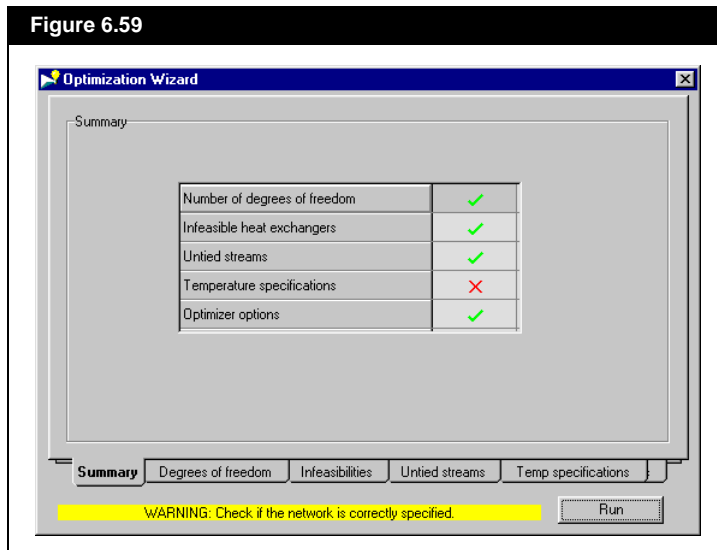 Figure 6.59
Optimization Wizard
Summary
Number of degrees of freedom
Infeasible heat exchangers
Untied streams
Temperature specifications
Optimizer options
Summary Degrees of freedom Infeasibilities Untied streams Temp specifications
WARNING: Check if the network is correctly specified. Run